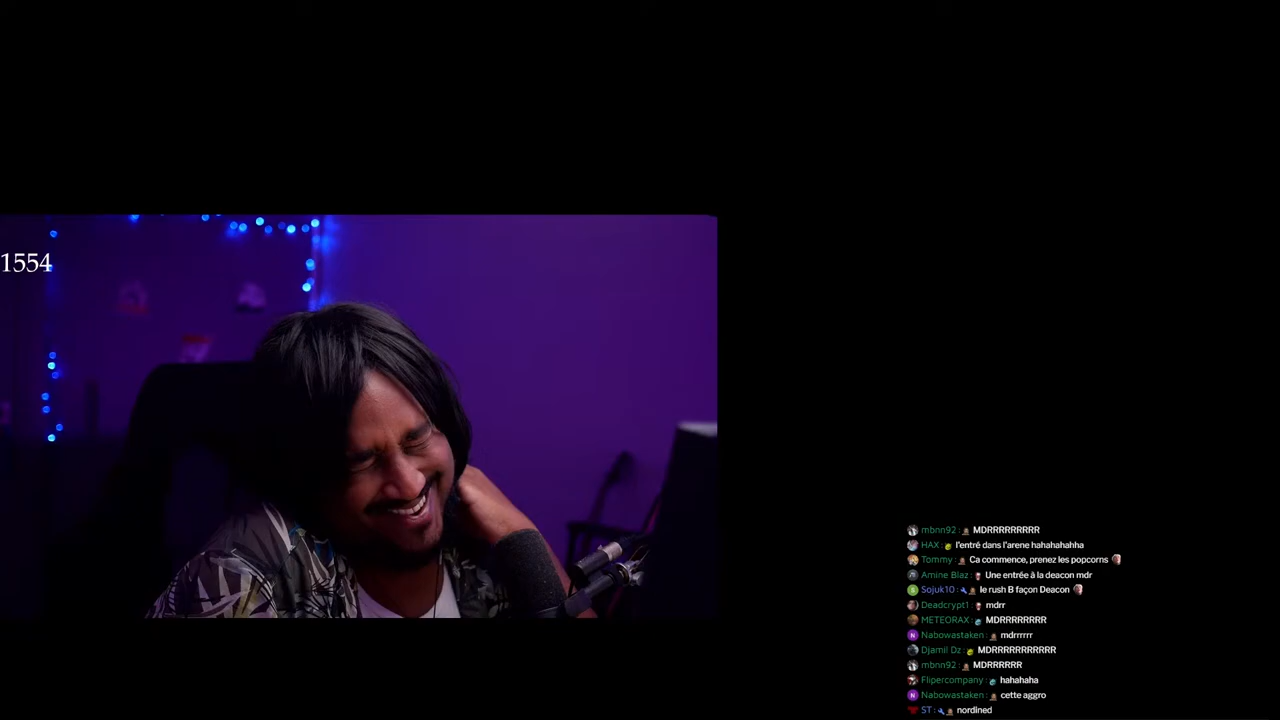 1554
mbnn92 : MDRRRRRRRRR
HAX : l'entré dans l'arene hahahahahha
Tommy : Ca commence, prenez les popcorns
Amine Blaz : Une entrée à la deacon mdr
Sojuk10 : le rush B façon Deacon
Deadcrypt1 : mdrr
METEORAX : MDRRRRRRRR
Nabowastaken : mdrrrrrr
Djamil Dz : MDRRRRRRRRRRR
mbnn92 : MDRRRRRR
Flipercompany : hahahaha
Nabowastaken : cette aggro
ST : nordined